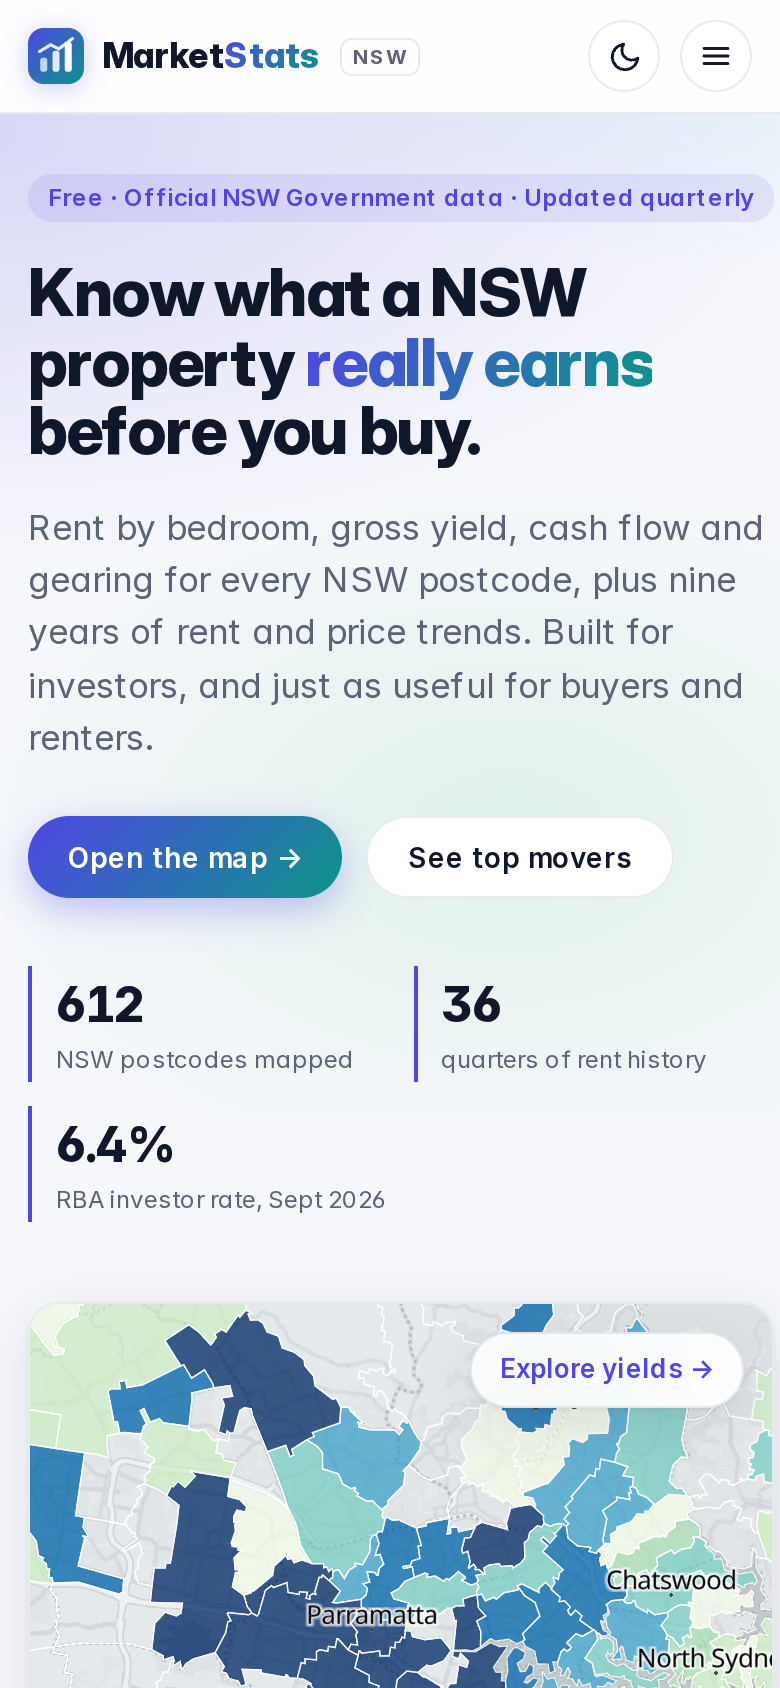 MarketStats NSW
Free · Official NSW Government data · Updated quarterly
Know what a NSW
property really earns
before you buy.
Rent by bedroom, gross yield, cash flow and
gearing for every NSW postcode, plus nine
years of rent and price trends. Built for
investors, and just as useful for buyers and
renters.
Open the map →
See top movers
612
NSW postcodes mapped
36
quarters of rent history
6.4%
RBA investor rate, Sept 2026
Explore yields →
Chatswood
Parramatta
North Sydne